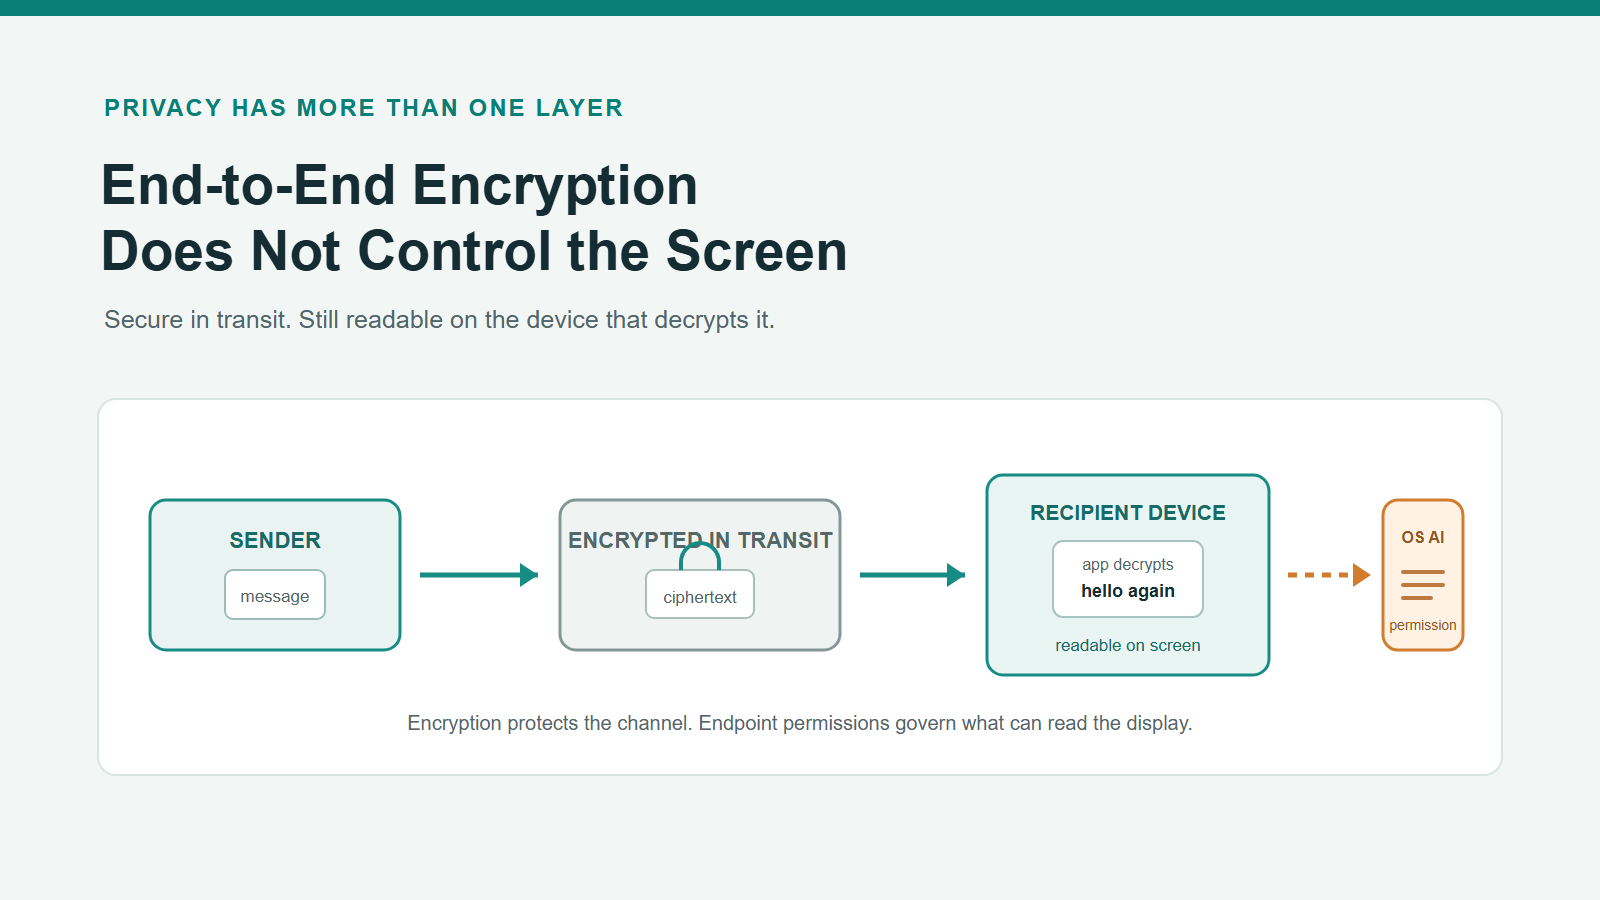 PRIVACY HAS MORE THAN ONE LAYER
End-to-End Encryption
Does Not Control the Screen
Secure in transit. Still readable on the device that decrypts it.
SENDER
message
ENCRYPTED IN TRANSIT
ciphertext
RECIPIENT DEVICE
app decrypts
hello again
readable on screen
OS AI
permission
Encryption protects the channel. Endpoint permissions govern what can read the display.